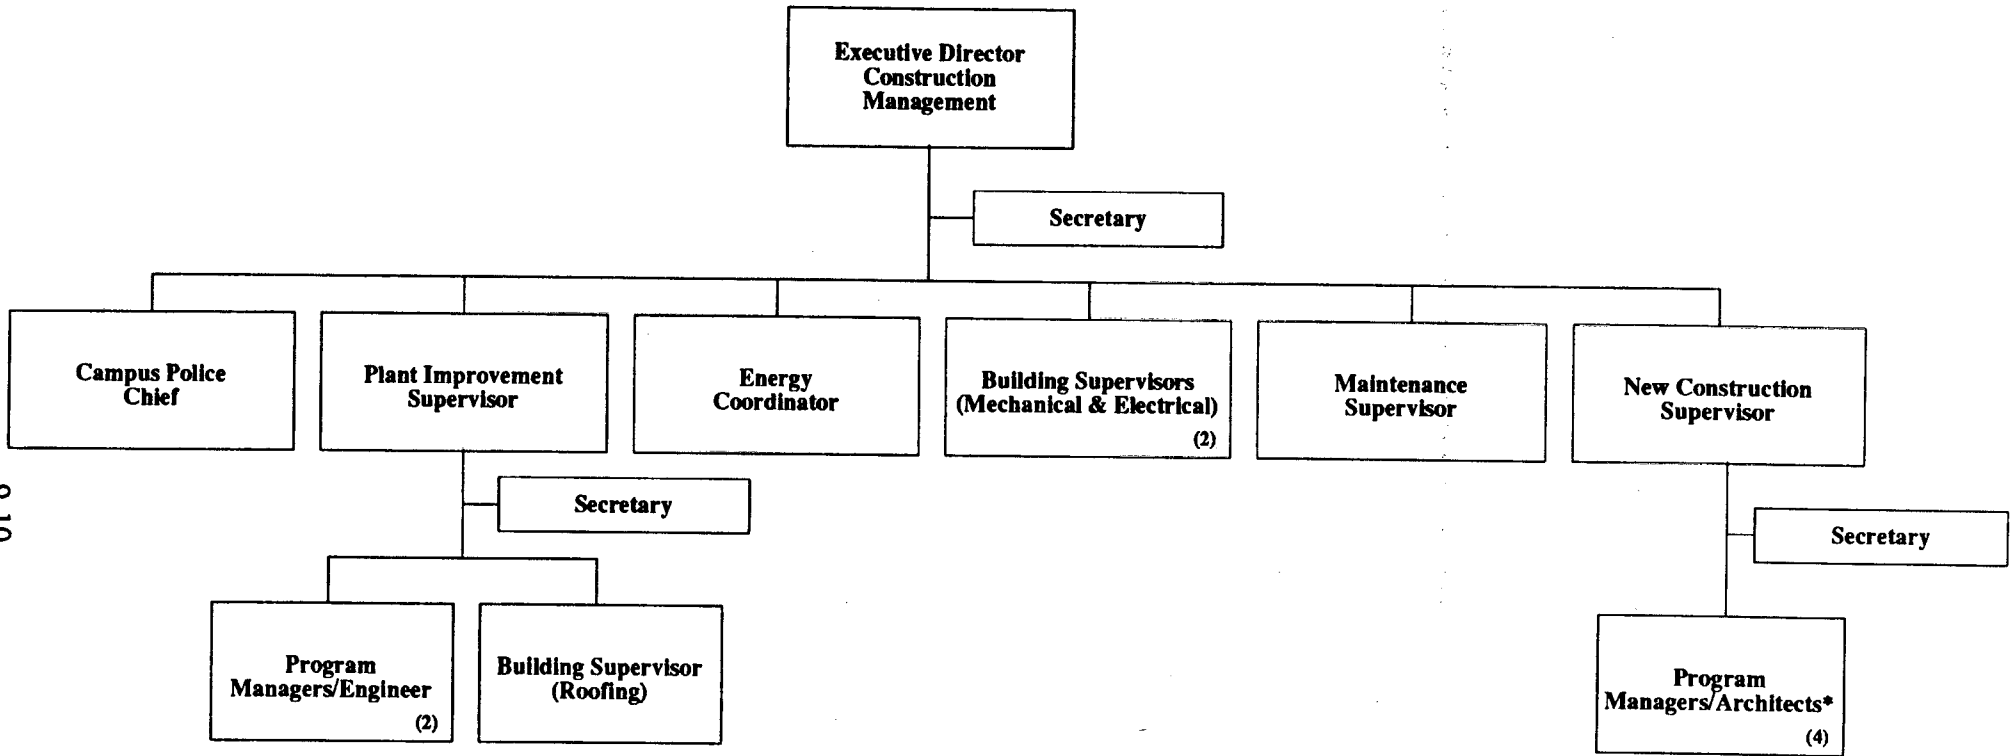 Executive Director
Construction
Management
Secretary
Campus Police
Chief
Plant Improvement
Supervisor
Energy
Coordinator
Building Supervisors
(Mechanical & Electrical)
(2)
Maintenance
Supervisor
New Construction
Supervisor
Secretary
Secretary
Program
Managers/Engineer
(2)
Building Supervisor
(Roofing)
Program
Managers/Architects*
(4)